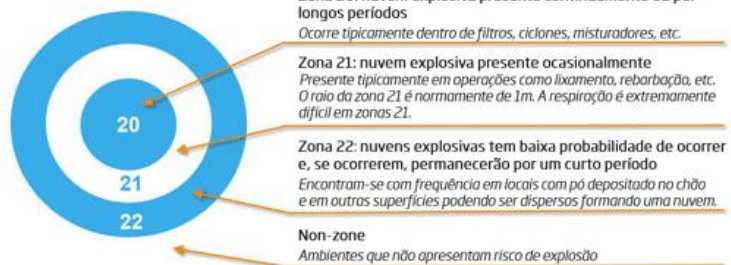 longos períodos
Ocorre tipicamente dentro de filtros, ciclones, misturadores, etc.
Zona 21: nuvem explosiva presente ocasionalmente
Presente tipicamente em operações como lixamento, rebarbação, etc.
O raio da zona 21 é normamente de 1m. A respiração é extremamente
difícil em zonas 21.
Zona 22: nuvens explosivas tem baixa probabilidade de ocorrer
e, se ocorrerem, permanecerão por um curto período
Encontram-se com frequência em locais com pó depositado no chão
e em outras superfícies podendo ser dispersos formando uma nuvem.
Non-zone
Ambientes que não apresentam risco de explosão
20
21
22